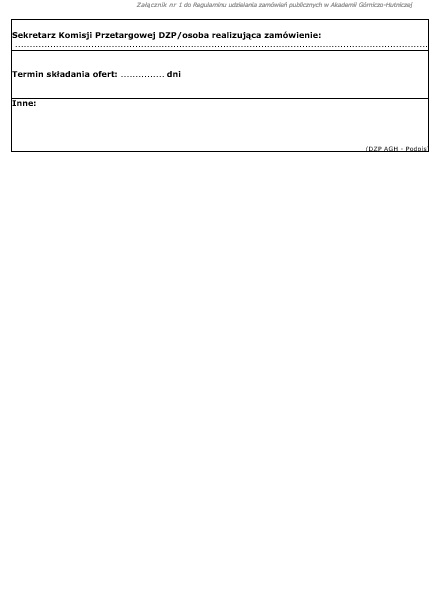 Załącznik nr 1 do Regulaminu udzielania zamówień publicznych w Akademii Górniczo-Hutniczej
Sekretarz Komisji Przetargowej DZP/osoba realizująca zamówienie:
....................................................................................................................................
Termin składania ofert: ............... dni
Inne:
(DZP AGH - Podpis)